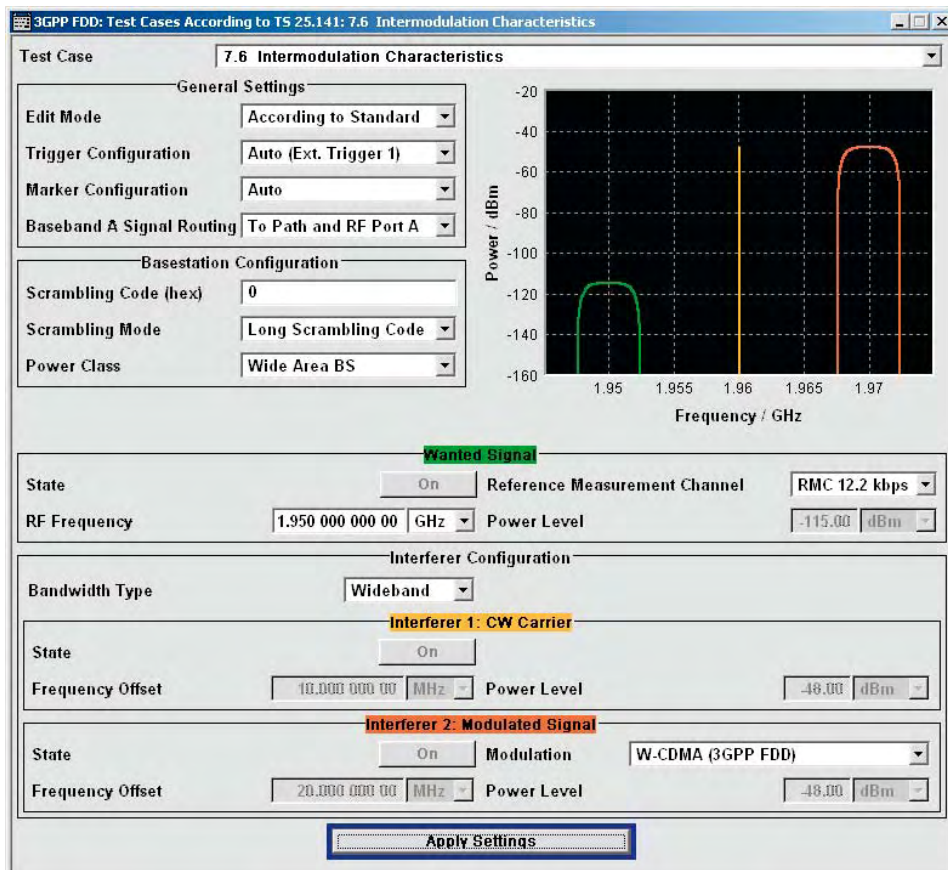 3GPP FDD: Test Cases According to TS 25.141: 7.6 Intermodulation Characteristics
Test Case 7.6 Intermodulation Characteristics
General Settings
Edit Mode According to Standard
Trigger Configuration Auto (Ext. Trigger 1)
Marker Configuration Auto
Baseband A Signal Routing To Path and RF Port A
Basestation Configuration
Scrambling Code (hex) 0
Scrambling Mode Long Scrambling Code
Power Class Wide Area BS
Power / dBm
-20
-40
-60
-80
-100
-120
-140
-160
1.95 1.955 1.96 1.965 1.97
Frequency / GHz
Wanted Signal
State On Reference Measurement Channel RMC 12.2 kbps
RF Frequency 1.950 000 000 00 GHz Power Level -115.00 dBm
Interferer Configuration
Bandwidth Type Wideband
Interferer 1: CW Carrier
State On
Frequency Offset 10.000 000 00 MHz Power Level -48.00 dBm
Interferer 2: Modulated Signal
State On Modulation W-CDMA (3GPP FDD)
Frequency Offset 20.000 000 00 MHz Power Level -48.00 dBm
Apply Settings